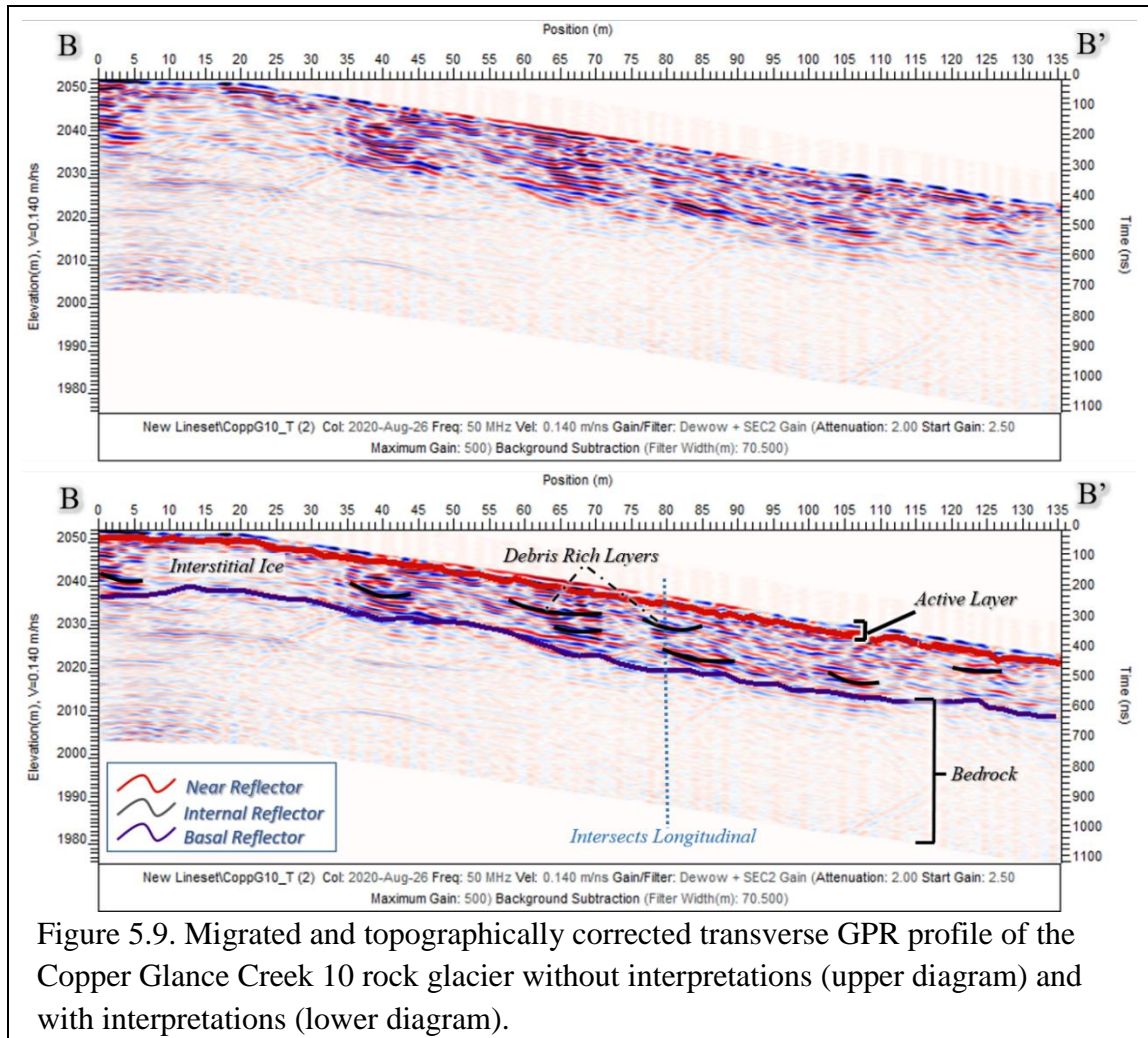 Position (m)
B B'
0 5 10 15 20 25 30 35 40 45 50 55 60 65 70 75 80 85 90 95 100 105 110 115 120 125 130 135
2050
2040
2030
2020
2010
2000
1990
1980
Elevation(m), V=0.140 m/ns
0
100
200
300
400
500
600
700
800
900
1000
1100
Time (ns)
New Lineset\CoppG10_T (2) Col: 2020-Aug-26 Freq: 50 MHz Vel: 0.140 m/ns Gain/Filter: Dewow + SEC2 Gain (Attenuation: 2.00 Start Gain: 2.50
Maximum Gain: 500) Background Subtraction (Filter Width(m): 70.500)
Position (m)
B B'
0 5 10 15 20 25 30 35 40 45 50 55 60 65 70 75 80 85 90 95 100 105 110 115 120 125 130 135
2050
2040
2030
2020
2010
2000
1990
1980
Elevation(m), V=0.140 m/ns
0
100
200
300
400
500
600
700
800
900
1000
1100
Time (ns)
Debris Rich Layers
Interstitial Ice
Active Layer
Bedrock
Near Reflector
Internal Reflector
Basal Reflector
Intersects Longitudinal
New Lineset\CoppG10_T (2) Col: 2020-Aug-26 Freq: 50 MHz Vel: 0.140 m/ns Gain/Filter: Dewow + SEC2 Gain (Attenuation: 2.00 Start Gain: 2.50
Maximum Gain: 500) Background Subtraction (Filter Width(m): 70.500)
Figure 5.9. Migrated and topographically corrected transverse GPR profile of the
Copper Glance Creek 10 rock glacier without interpretations (upper diagram) and
with interpretations (lower diagram).